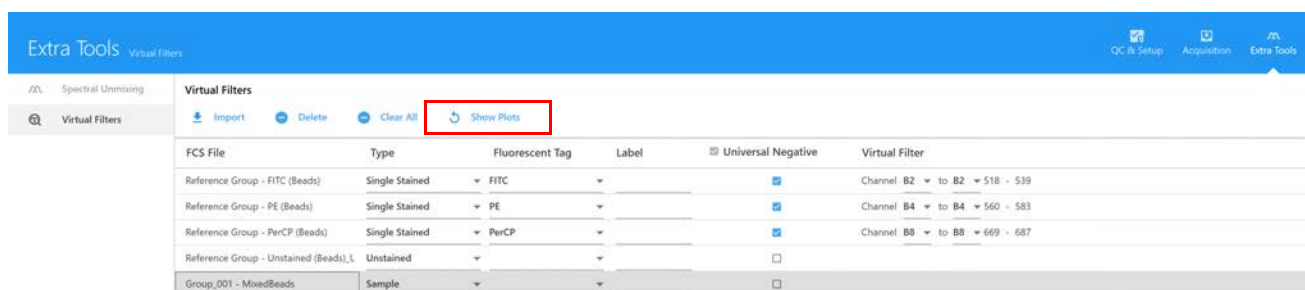 Extra Tools Virtual Filters
QC & Setup Acquisition Extra Tools
Spectral Unmixing
Virtual Filters
Virtual Filters
Import Delete Clear All Show Plots
FCS File Type Fluorescent Tag Label Universal Negative Virtual Filter
Reference Group - FITC (Beads) Single Stained FITC Channel B2 to B2 518 - 539
Reference Group - PE (Beads) Single Stained PE Channel B4 to B4 560 - 583
Reference Group - PerCP (Beads) Single Stained PerCP Channel B8 to B8 669 - 687
Reference Group - Unstained (Beads)_U Unstained
Group_001 - MixedBeads Sample